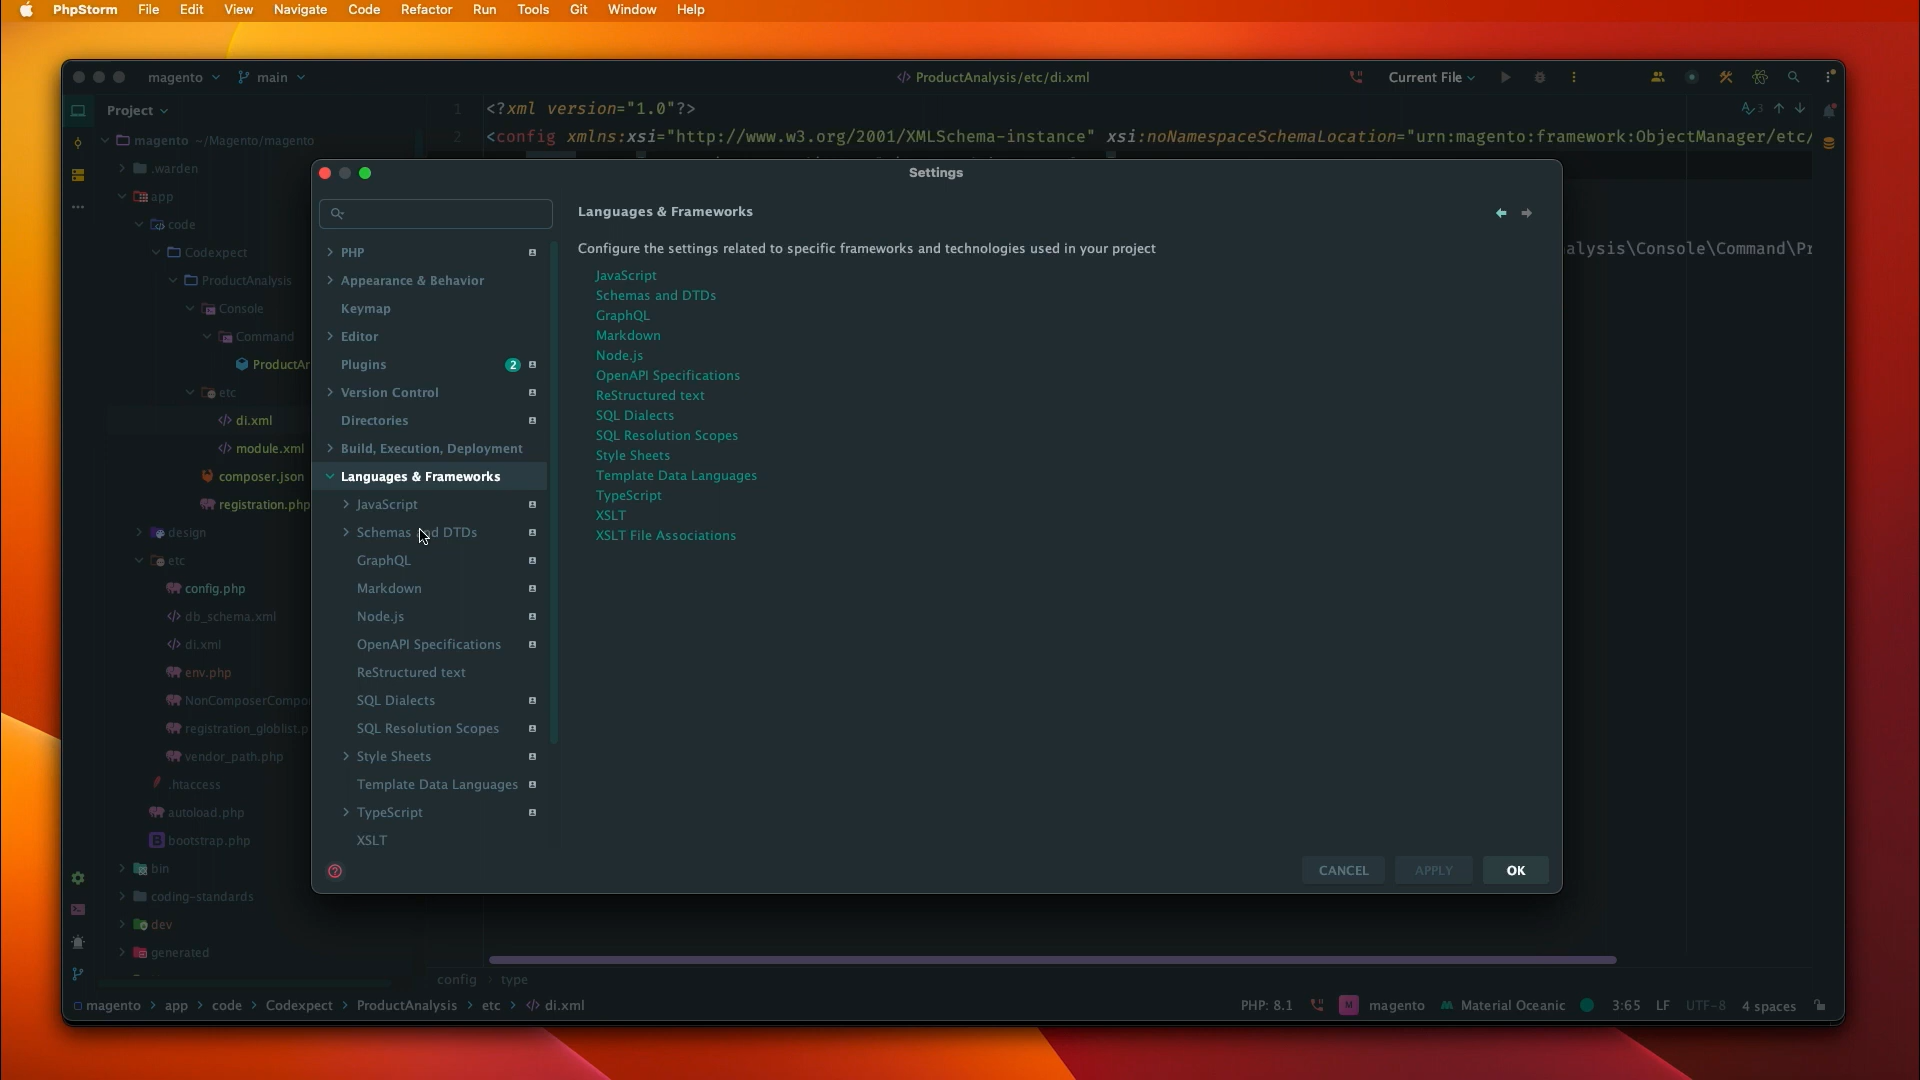 PhpStorm File Edit View Navigate Code Refactor Run Tools Git Window Help
magento main </> ProductAnalysis/etc/di.xml Current File
Project
1 <?xml version="1.0"?>
3
2 <config xmlns:xsi="http://www.w3.org/2001/XMLSchema-instance" xsi:noNamespaceSchemaLocation="urn:magento:framework:ObjectManager/etc/
alysis\Console\Command\Pr
magento ~/Magento/magento
.warden
app
code
Codexpect
ProductAnalysis
Console
Command
ProductAr
etc
</> di.xml
</> module.xml
composer.json
registration.php
design
etc
config.php
</> db_schema.xml
</> di.xml
env.php
NonComposerCompo
registration_globlist.p
vendor_path.php
.htaccess
autoload.php
B bootstrap.php
bin
coding-standards
dev
generated
Settings
PHP
Appearance & Behavior
Keymap
Editor
Plugins 2
Version Control
Directories
Build, Execution, Deployment
Languages & Frameworks
JavaScript
Schemas and DTDs
GraphQL
Markdown
Node.js
OpenAPI Specifications
ReStructured text
SQL Dialects
SQL Resolution Scopes
Style Sheets
Template Data Languages
TypeScript
XSLT
Languages & Frameworks
Configure the settings related to specific frameworks and technologies used in your project
JavaScript
Schemas and DTDs
GraphQL
Markdown
Node.js
OpenAPI Specifications
ReStructured text
SQL Dialects
SQL Resolution Scopes
Style Sheets
Template Data Languages
TypeScript
XSLT
XSLT File Associations
? CANCEL APPLY OK
config › type
magento > app > code > Codexpect > ProductAnalysis > etc > </> di.xml
PHP: 8.1 M magento Material Oceanic 3:65 LF UTF-8 4 spaces